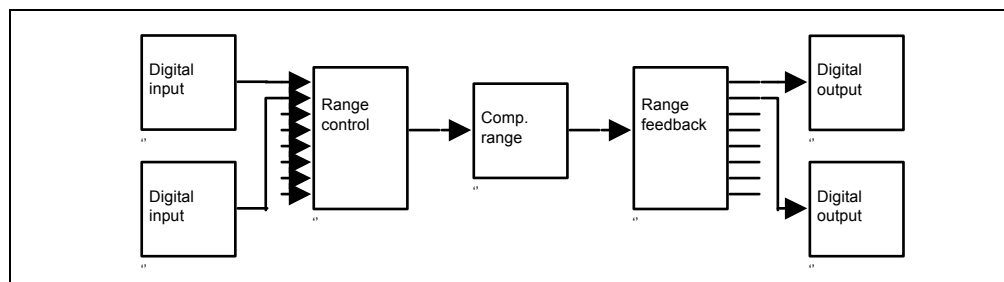 Digital
input
‘’
Digital
input
‘’
Range
control
‘’
Comp.
range
‘’
Range
feedback
‘’
Digital
output
‘’
Digital
output
‘’